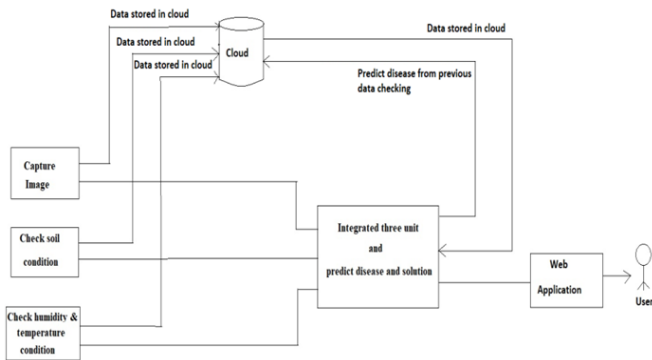 Data stored in cloud
Data stored in cloud
Data stored in cloud
Cloud
Data stored in cloud
Predict disease from previous
data checking
Capture
Image
Check soil
condition
Check humidity &
temperature
condition
Integrated three unit
and
predict disease and solution
Web
Application
User